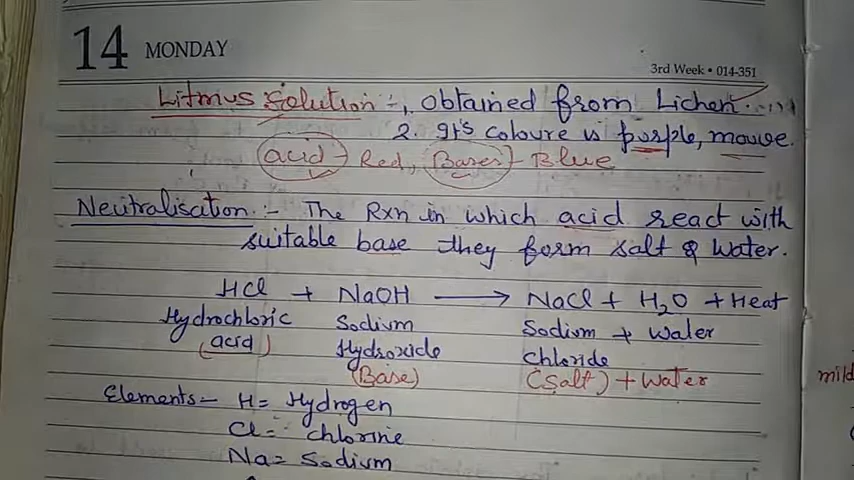 14 MONDAY
3rd Week • 014-351
Litmus solution :-, obtained from Lichen.
2. It's coloure is purple, mauve.
acid - Red, Bases - Blue
Neutralisation :- The Rxn in which acid react with
suitable base they form salt & Water.
HCl + NaOH → NaCl + H₂O + Heat
Hydrochloric Sodium Sodium + Water
(acid) Hydroxide Chloride
(Base) (Salt) + Water
mild
Elements - H = Hydrogen
Cl = Chlorine
Na = Sodium